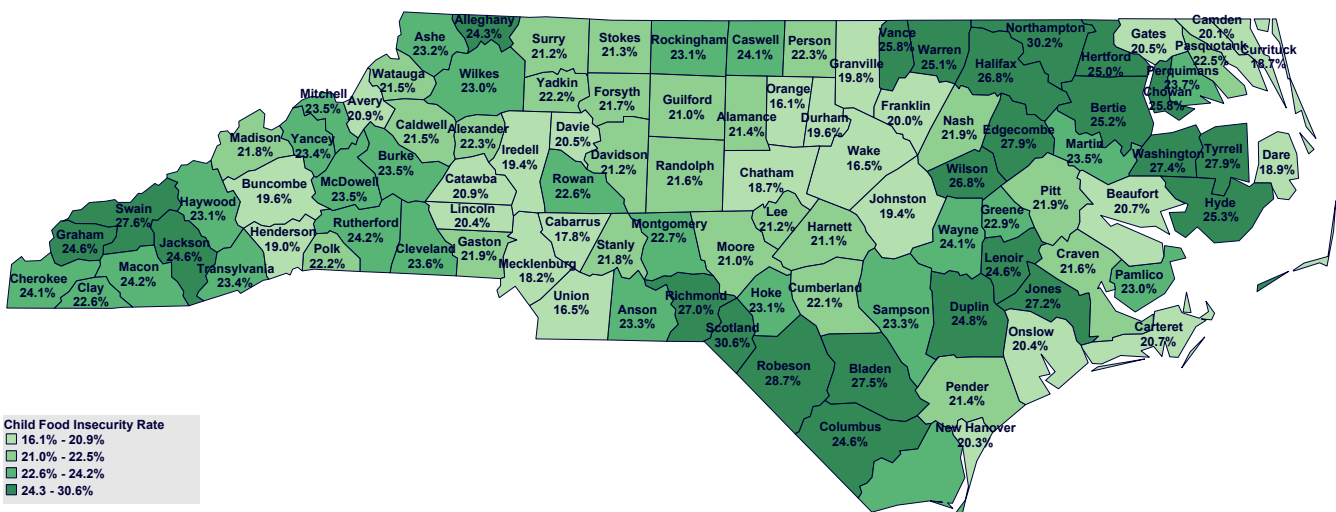 Alleghany
24.3%
Ashe
23.2%
Surry
21.2%
Stokes
21.3%
Rockingham
23.1%
Caswell
24.1%
Person
22.3%
Granville
19.8%
Vance
25.8%
Warren
25.1%
Northampton
30.2%
Halifax
26.8%
Hertford
25.0%
Gates
20.5%
Camden
20.1%
Pasquotank
22.5%
Currituck
18.7%
Perquimans
23.7%
Chowan
25.8%
Bertie
25.2%
Watauga
21.5%
Wilkes
23.0%
Yadkin
22.2%
Forsyth
21.7%
Guilford
21.0%
Alamance
21.4%
Orange
16.1%
Durham
19.6%
Franklin
20.0%
Nash
21.9%
Edgecombe
27.9%
Martin
23.5%
Washington
27.4%
Tyrrell
27.9%
Dare
18.9%
Mitchell
23.5%
Avery
20.9%
Caldwell
21.5%
Alexander
22.3%
Iredell
19.4%
Davie
20.5%
Davidson
21.2%
Randolph
21.6%
Chatham
18.7%
Wake
16.5%
Wilson
26.8%
Pitt
21.9%
Beaufort
20.7%
Hyde
25.3%
Madison
21.8%
Yancey
23.4%
Burke
23.5%
McDowell
23.5%
Catawba
20.9%
Rowan
22.6%
Johnston
19.4%
Greene
22.9%
Buncombe
19.6%
Haywood
23.1%
Swain
27.6%
Graham
24.6%
Jackson
24.6%
Henderson
19.0%
Rutherford
24.2%
Polk
22.2%
Cleveland
23.6%
Lincoln
20.4%
Gaston
21.9%
Cabarrus
17.8%
Stanly
21.8%
Montgomery
22.7%
Moore
21.0%
Lee
21.2%
Harnett
21.1%
Wayne
24.1%
Lenoir
24.6%
Craven
21.6%
Pamlico
23.0%
Cherokee
24.1%
Clay
22.6%
Macon
24.2%
Transylvania
23.4%
Mecklenburg
18.2%
Union
16.5%
Anson
23.3%
Richmond
27.0%
Scotland
30.6%
Hoke
23.1%
Cumberland
22.1%
Sampson
23.3%
Duplin
24.8%
Jones
27.2%
Onslow
20.4%
Carteret
20.7%
Robeson
28.7%
Bladen
27.5%
Pender
21.4%
Columbus
24.6%
New Hanover
20.3%
Child Food Insecurity Rate
16.1% - 20.9%
21.0% - 22.5%
22.6% - 24.2%
24.3 - 30.6%